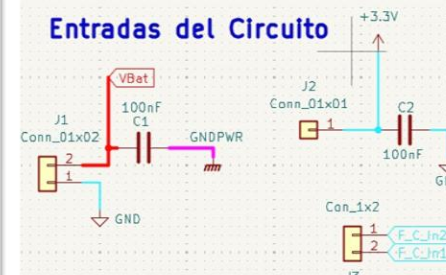 Entradas del Circuito
+3.3V
VBat
J1
Conn_01x02
100nF
C1
GNDPWR
2
1
GND
J2
Conn_01x01
1
C2
100nF
Con_1x2
1
F_C_In2
2
F_C_In1